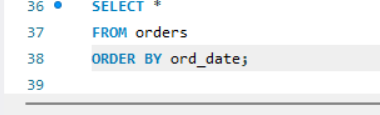 36 SELECT *
37 FROM orders
38 ORDER BY ord_date;
39